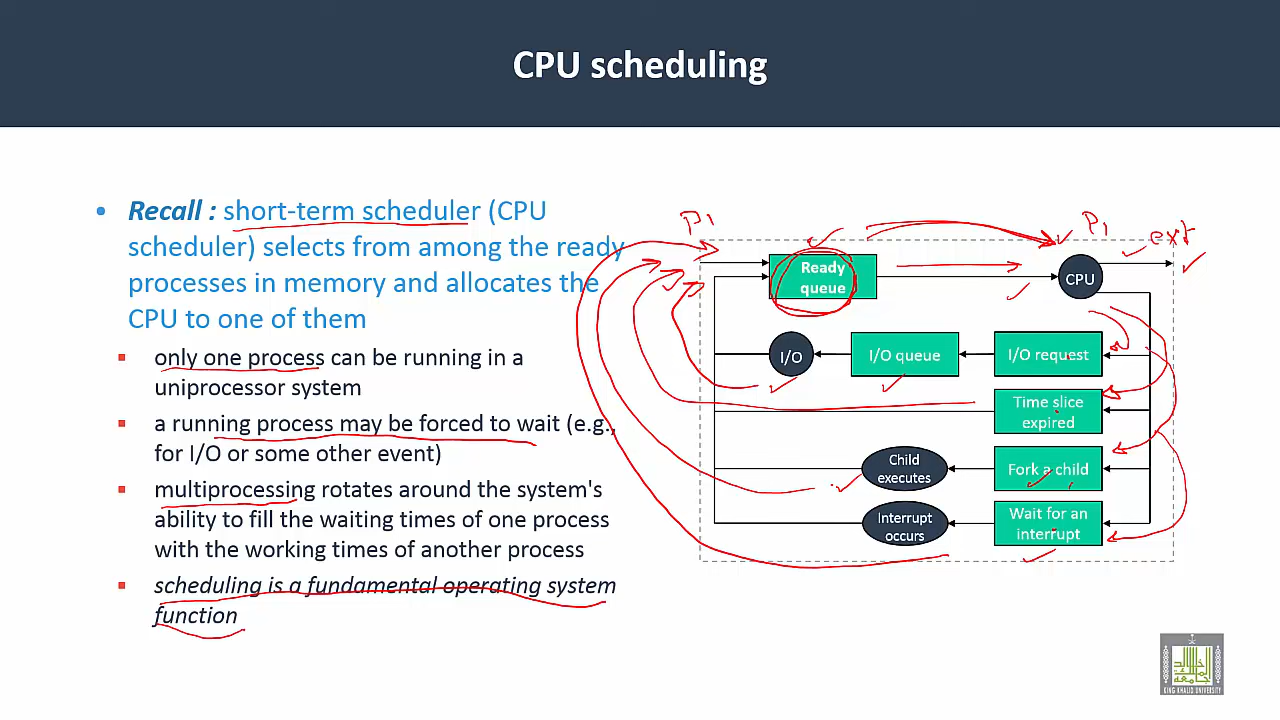 CPU scheduling
• Recall : short-term scheduler (CPU
scheduler) selects from among the ready
processes in memory and allocates the
CPU to one of them
▪ only one process can be running in a
uniprocessor system
▪ a running process may be forced to wait (e.g.,
for I/O or some other event)
▪ multiprocessing rotates around the system's
ability to fill the waiting times of one process
with the working times of another process
▪ scheduling is a fundamental operating system
function
P1
P1
Ready
queue
CPU
I/O
I/O queue
I/O request
Time slice
expired
Child
executes
Fork a child
Interrupt
occurs
Wait for an
interrupt
KING KHALID UNIVERSITY